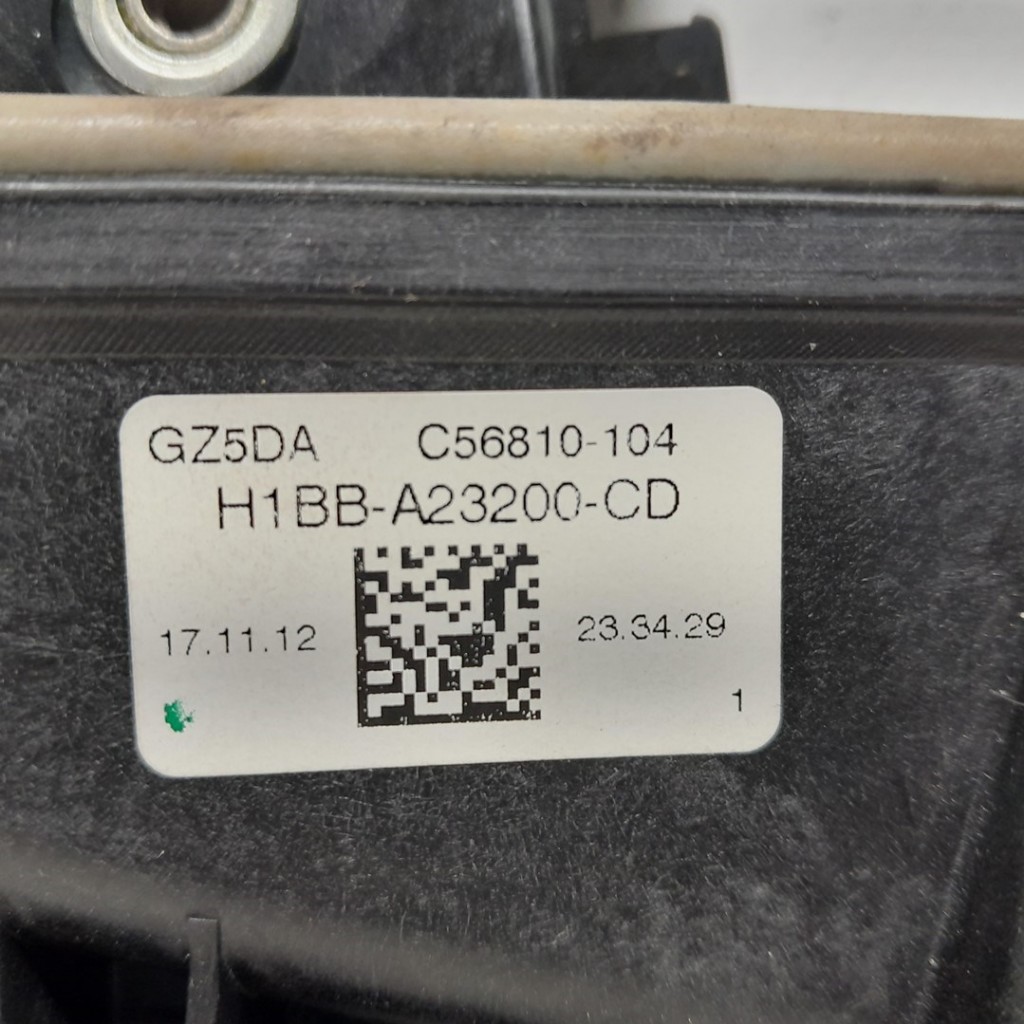 GZ5DA C56810-104
H1BB-A23200-CD
17.11.12 23.34.29
1